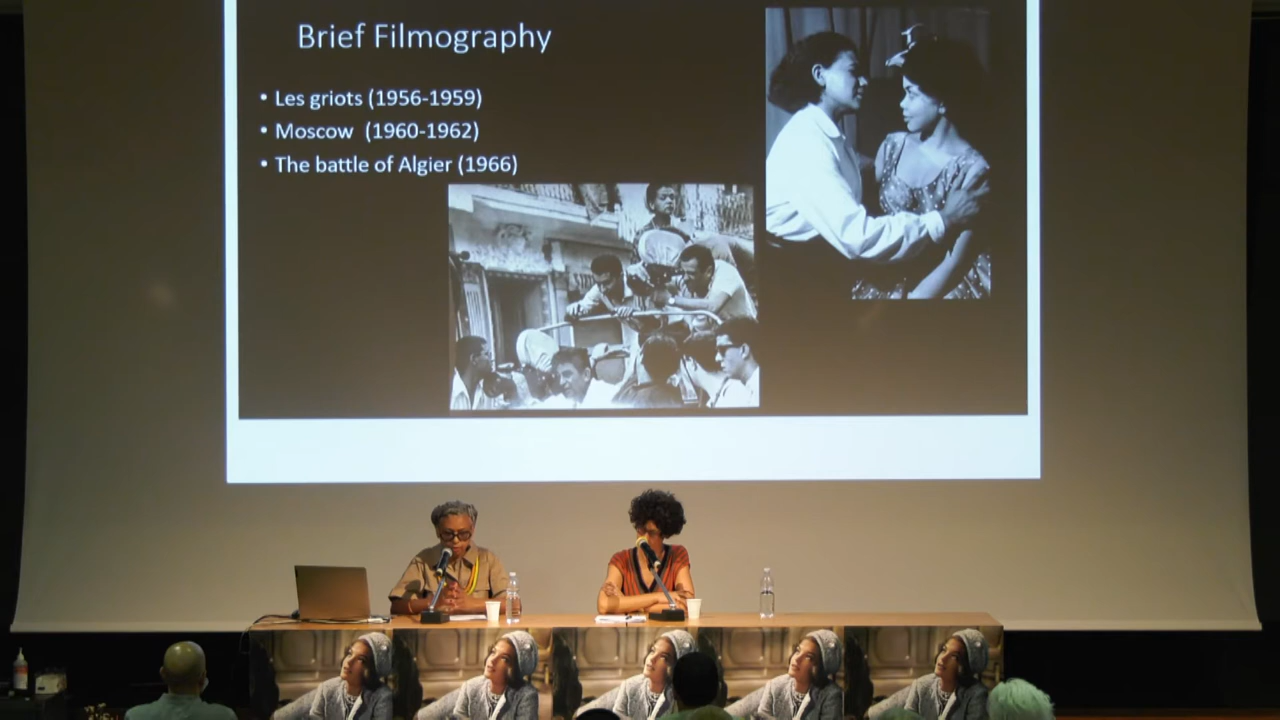 Brief Filmography
• Les griots (1956-1959)
• Moscow (1960-1962)
• The battle of Algier (1966)